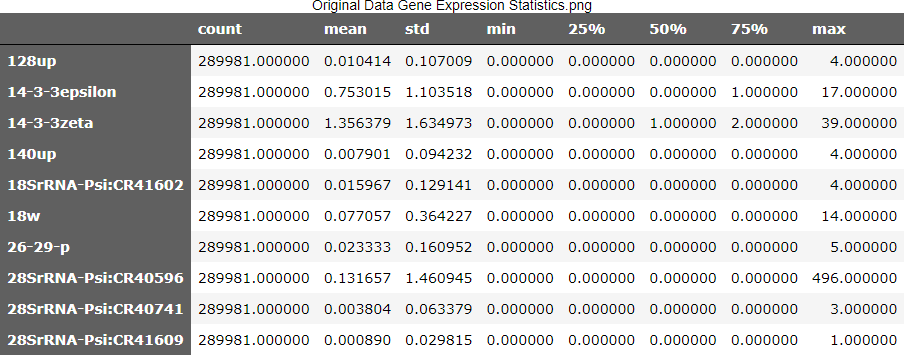 Original Data Gene Expression Statistics.png
count mean std min 25% 50% 75% max
128up 289981.000000 0.010414 0.107009 0.000000 0.000000 0.000000 0.000000 4.000000
14-3-3epsilon 289981.000000 0.753015 1.103518 0.000000 0.000000 0.000000 1.000000 17.000000
14-3-3zeta 289981.000000 1.356379 1.634973 0.000000 0.000000 1.000000 2.000000 39.000000
140up 289981.000000 0.007901 0.094232 0.000000 0.000000 0.000000 0.000000 4.000000
18SrRNA-Psi:CR41602 289981.000000 0.015967 0.129141 0.000000 0.000000 0.000000 0.000000 4.000000
18w 289981.000000 0.077057 0.364227 0.000000 0.000000 0.000000 0.000000 14.000000
26-29-p 289981.000000 0.023333 0.160952 0.000000 0.000000 0.000000 0.000000 5.000000
28SrRNA-Psi:CR40596 289981.000000 0.131657 1.460945 0.000000 0.000000 0.000000 0.000000 496.000000
28SrRNA-Psi:CR40741 289981.000000 0.003804 0.063379 0.000000 0.000000 0.000000 0.000000 3.000000
28SrRNA-Psi:CR41609 289981.000000 0.000890 0.029815 0.000000 0.000000 0.000000 0.000000 1.000000